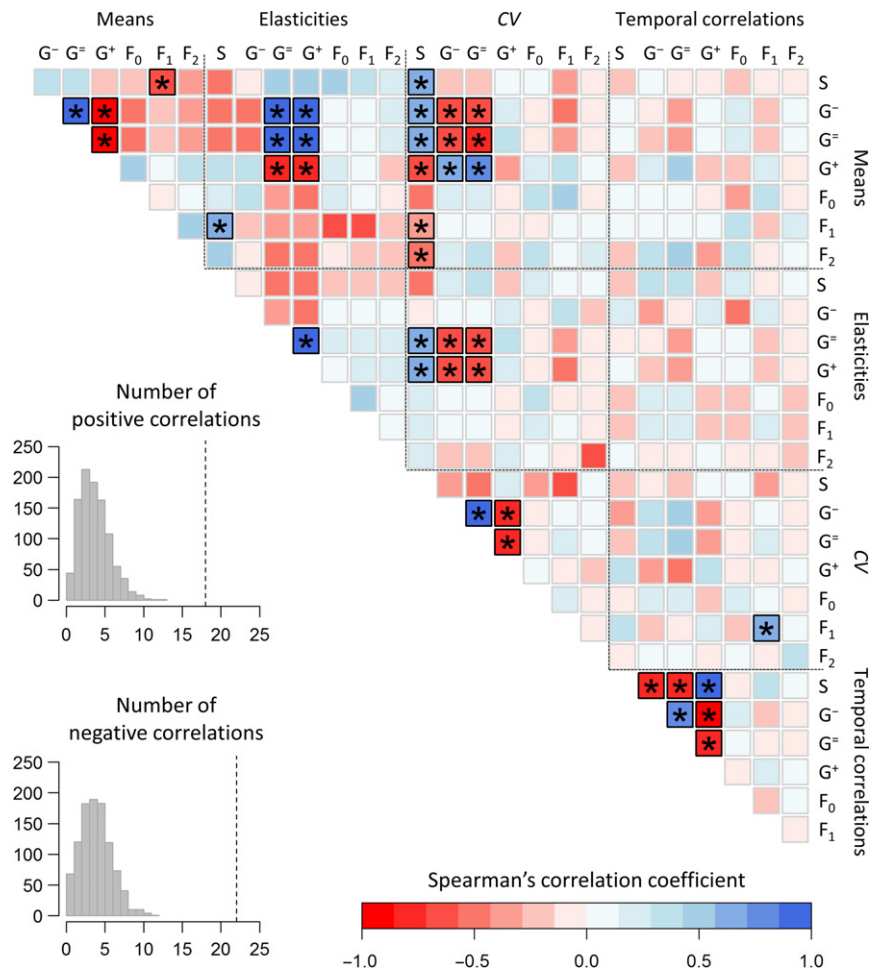 Means Elasticities CV Temporal correlations
G⁻ G⁼ G⁺ F₀ F₁ F₂ S G⁻ G⁼ G⁺ F₀ F₁ F₂ S G⁻ G⁼ G⁺ F₀ F₁ F₂ S G⁻ G⁼ G⁺ F₀ F₁ F₂
* * S
* * * * * * * G⁻
* * * * * * G⁼
* * * * * G⁺
F₀
* * F₁
* F₂
Means
S
G⁻
* * * * G⁼
* * * G⁺
F₀
F₁
F₂
Elasticities
S
* * G⁻
* G⁼
G⁺
F₀
* F₁
F₂
CV
* * * S
* * G⁻
* G⁼
G⁺
F₀
F₁
Temporal correlations
Number of
positive correlations
250
200
150
100
50
0
0 5 10 15 20 25
Number of
negative correlations
250
200
150
100
50
0
0 5 10 15 20 25
Spearman's correlation coefficient
−1.0 −0.5 0.0 0.5 1.0